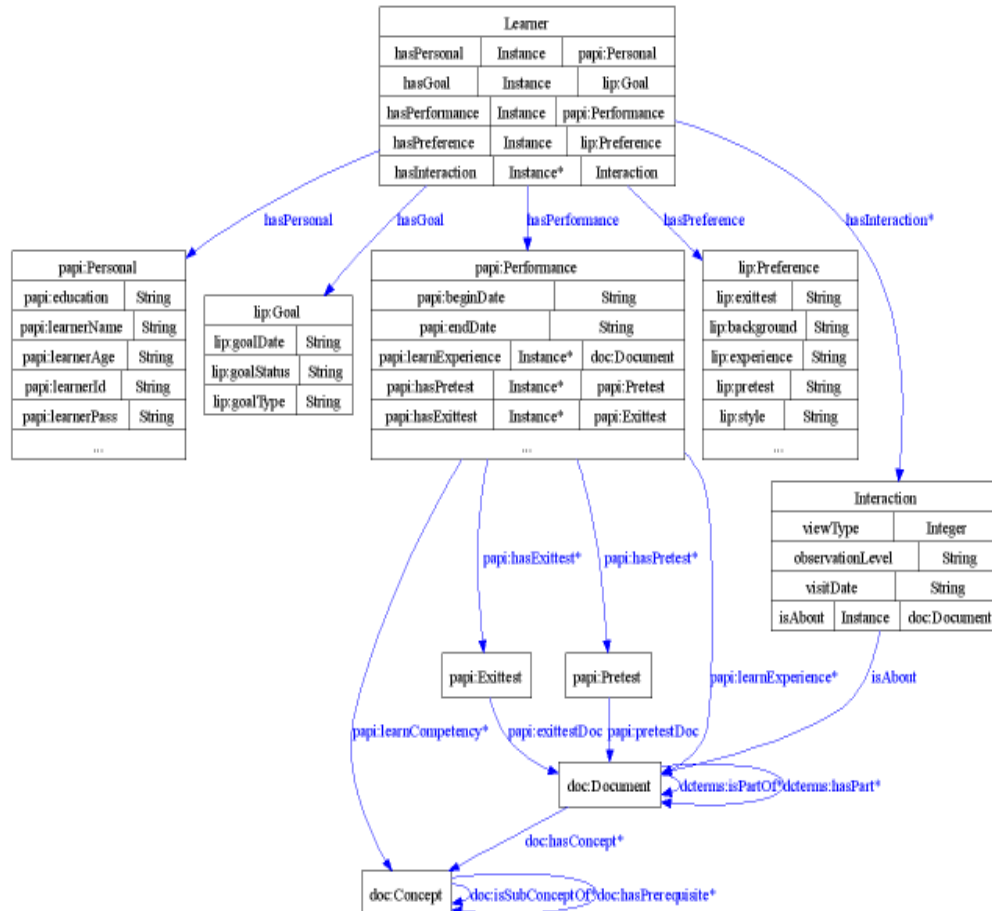 Learner
hasPersonal Instance papi:Personal
hasGoal Instance lip:Goal
hasPerformance Instance papi:Performance
hasPreference Instance lip:Preference
hasInteraction Instance* Interaction
hasPersonal hasGoal hasPerformance hasPreference hasInteraction*
papi:Personal
papi:education String
papi:learnerName String
papi:learnerAge String
papi:learnerId String
papi:learnerPass String
...
lip:Goal
lip:goalDate String
lip:goalStatus String
lip:goalType String
papi:Performance
papi:beginDate String
papi:endDate String
papi:learnExperience Instance* doc:Document
papi:hasPretest Instance* papi:Pretest
papi:hasExittest Instance* papi:Exittest
...
lip:Preference
lip:exittest String
lip:background String
lip:experience String
lip:pretest String
lip:style String
...
Interaction
viewType Integer
observationLevel String
visitDate String
isAbout Instance doc:Document
papi:hasExittest* papi:hasPretest*
papi:Exittest papi:Pretest papi:learnExperience* isAbout
papi:learnCompetency* papi:exittestDoc papi:pretestDoc
doc:Document dcterms:isPartOf* dcterms:hasPart*
doc:hasConcept*
doc:Concept doc:isSubConceptOf* doc:hasPrerequisite*